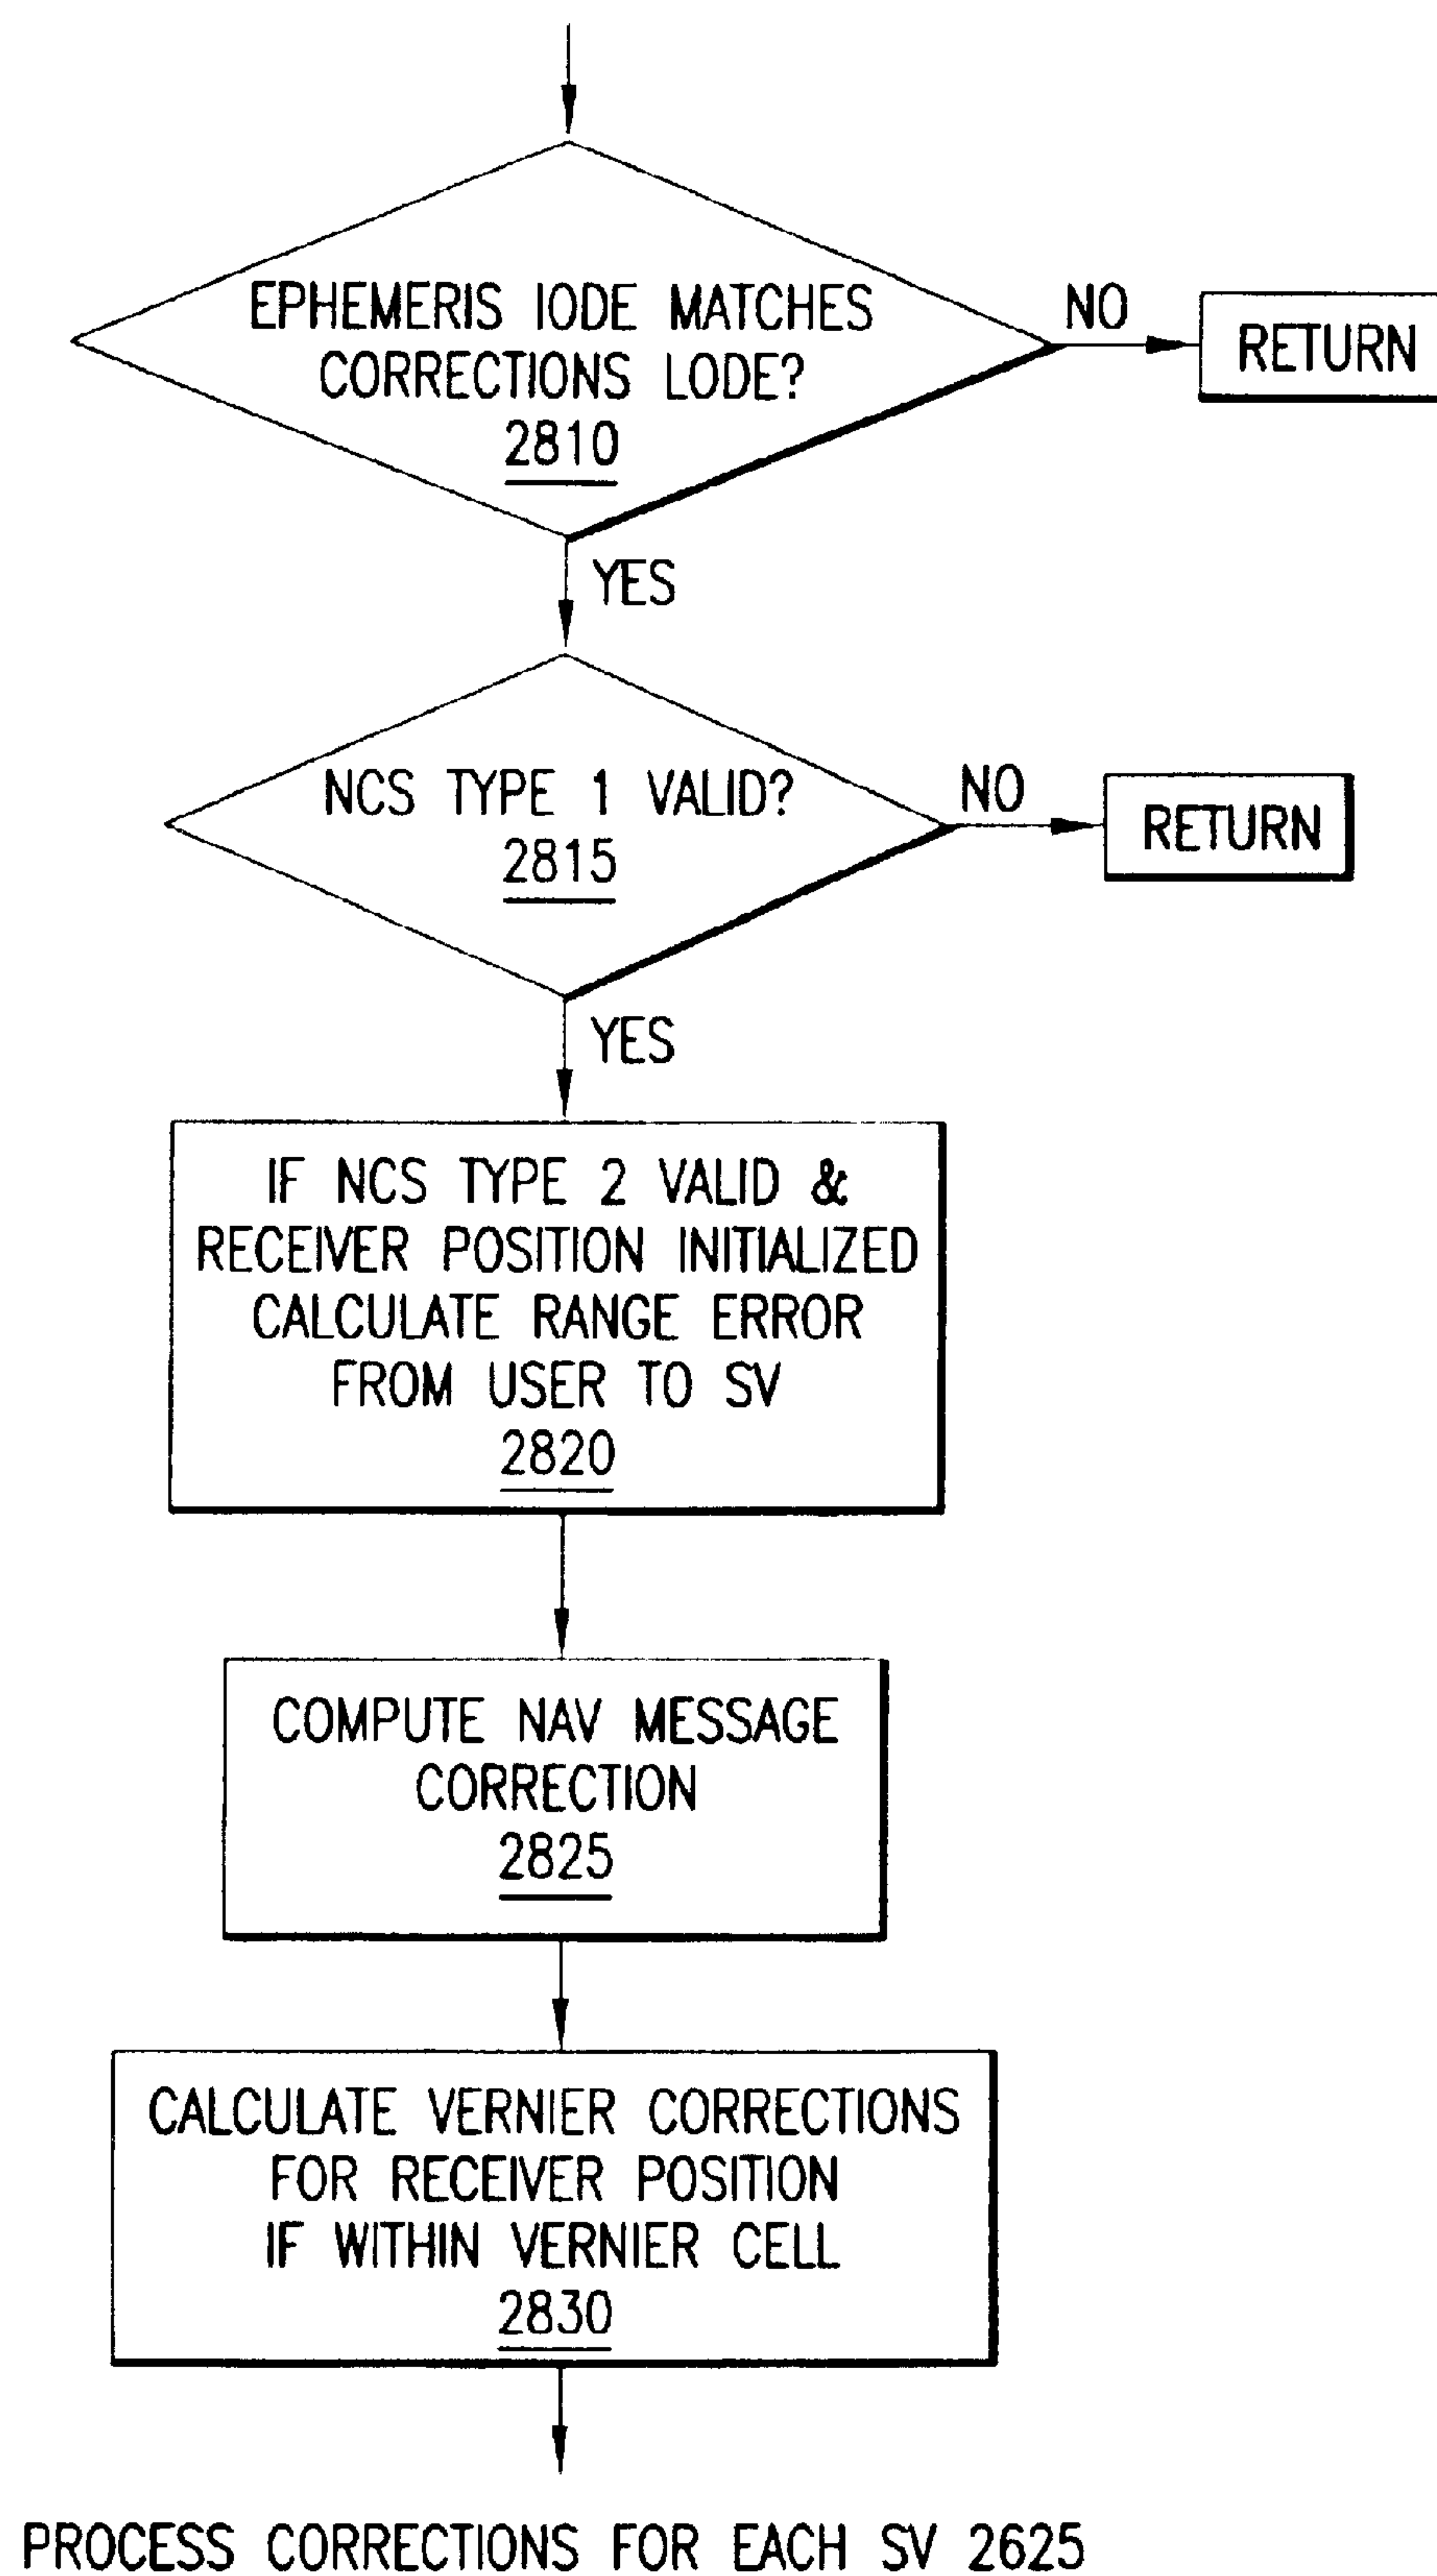 EPHEMERIS IODE MATCHES
CORRECTIONS LODE?
2810
NO
RETURN
YES
NCS TYPE 1 VALID?
2815
NO
RETURN
YES
IF NCS TYPE 2 VALID &
RECEIVER POSITION INITIALIZED
CALCULATE RANGE ERROR
FROM USER TO SV
2820
COMPUTE NAV MESSAGE
CORRECTION
2825
CALCULATE VERNIER CORRECTIONS
FOR RECEIVER POSITION
IF WITHIN VERNIER CELL
2830
PROCESS CORRECTIONS FOR EACH SV 2625